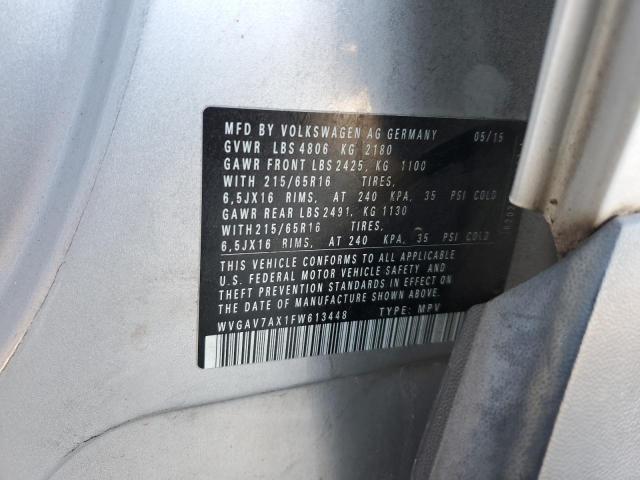 MFD BY VOLKSWAGEN AG GERMANY 05/15
GVWR LBS 4806 KG 2180
GAWR FRONT LBS 2425, KG 1100
WITH 215/65R16 TIRES,
6,5JX16 RIMS, AT 240 KPA, 35 PSI COLD
GAWR REAR LBS 2491, KG 1130
WITH 215/65R16 TIRES,
6,5JX16 RIMS, AT 240 KPA, 35 PSI COLD
THIS VEHICLE CONFORMS TO ALL APPLICABLE
U.S. FEDERAL MOTOR VEHICLE SAFETY AND
THEFT PREVENTION STANDARDS IN EFFECT ON
THE DATE OF MANUFACTURE SHOWN ABOVE.
WVGAV7AX1FW613448 TYPE: MPV